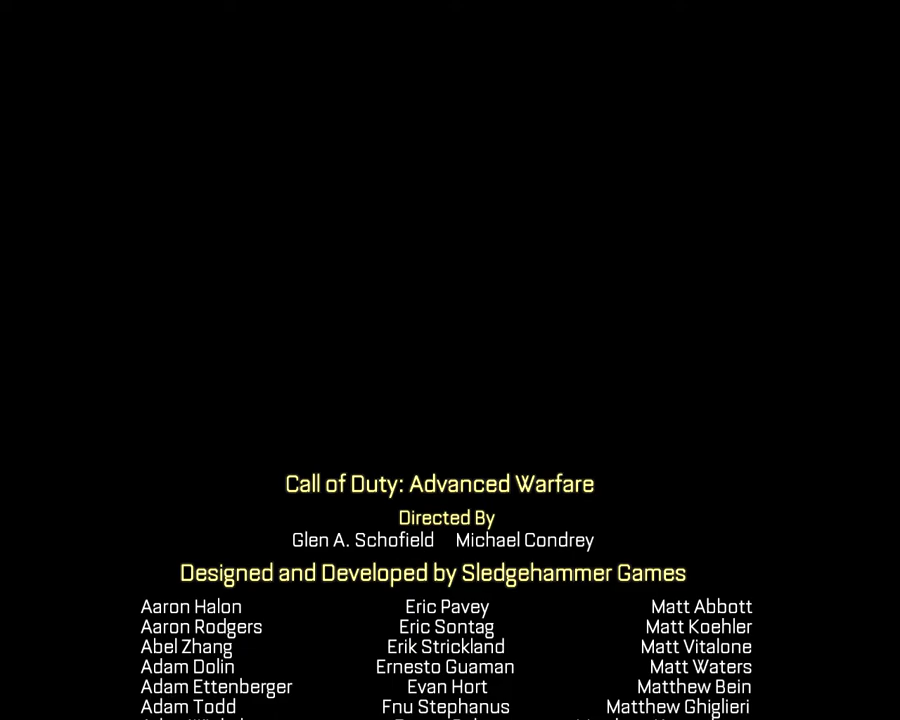 Call of Duty: Advanced Warfare
Directed By
Glen A. Schofield Michael Condrey
Designed and Developed by Sledgehammer Games
Aaron Halon Eric Pavey Matt Abbott
Aaron Rodgers Eric Sontag Matt Koehler
Abel Zhang Erik Strickland Matt Vitalone
Adam Dolin Ernesto Guaman Matt Waters
Adam Ettenberger Evan Hort Matthew Bein
Adam Todd Fnu Stephanus Matthew Ghiglieri